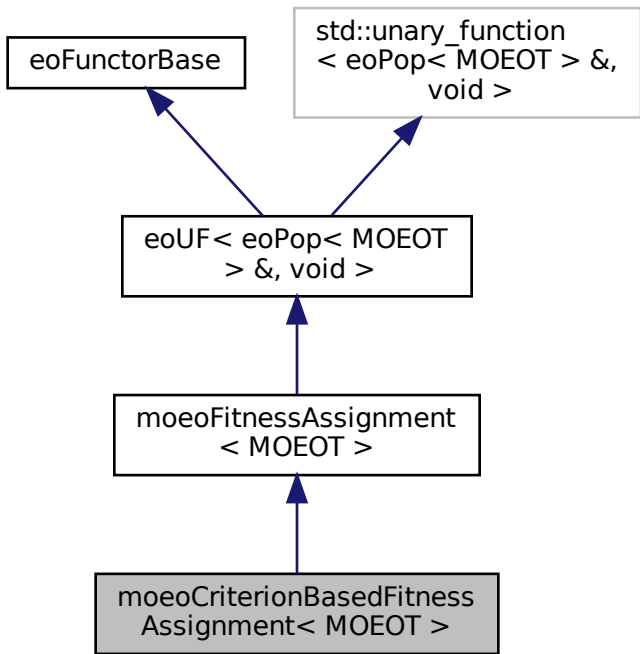 eoFunctorBase
std::unary_function
< eoPop< MOEOT > &,
void >
eoUF< eoPop< MOEOT
> &, void >
moeoFitnessAssignment
< MOEOT >
moeoCriterionBasedFitness
Assignment< MOEOT >